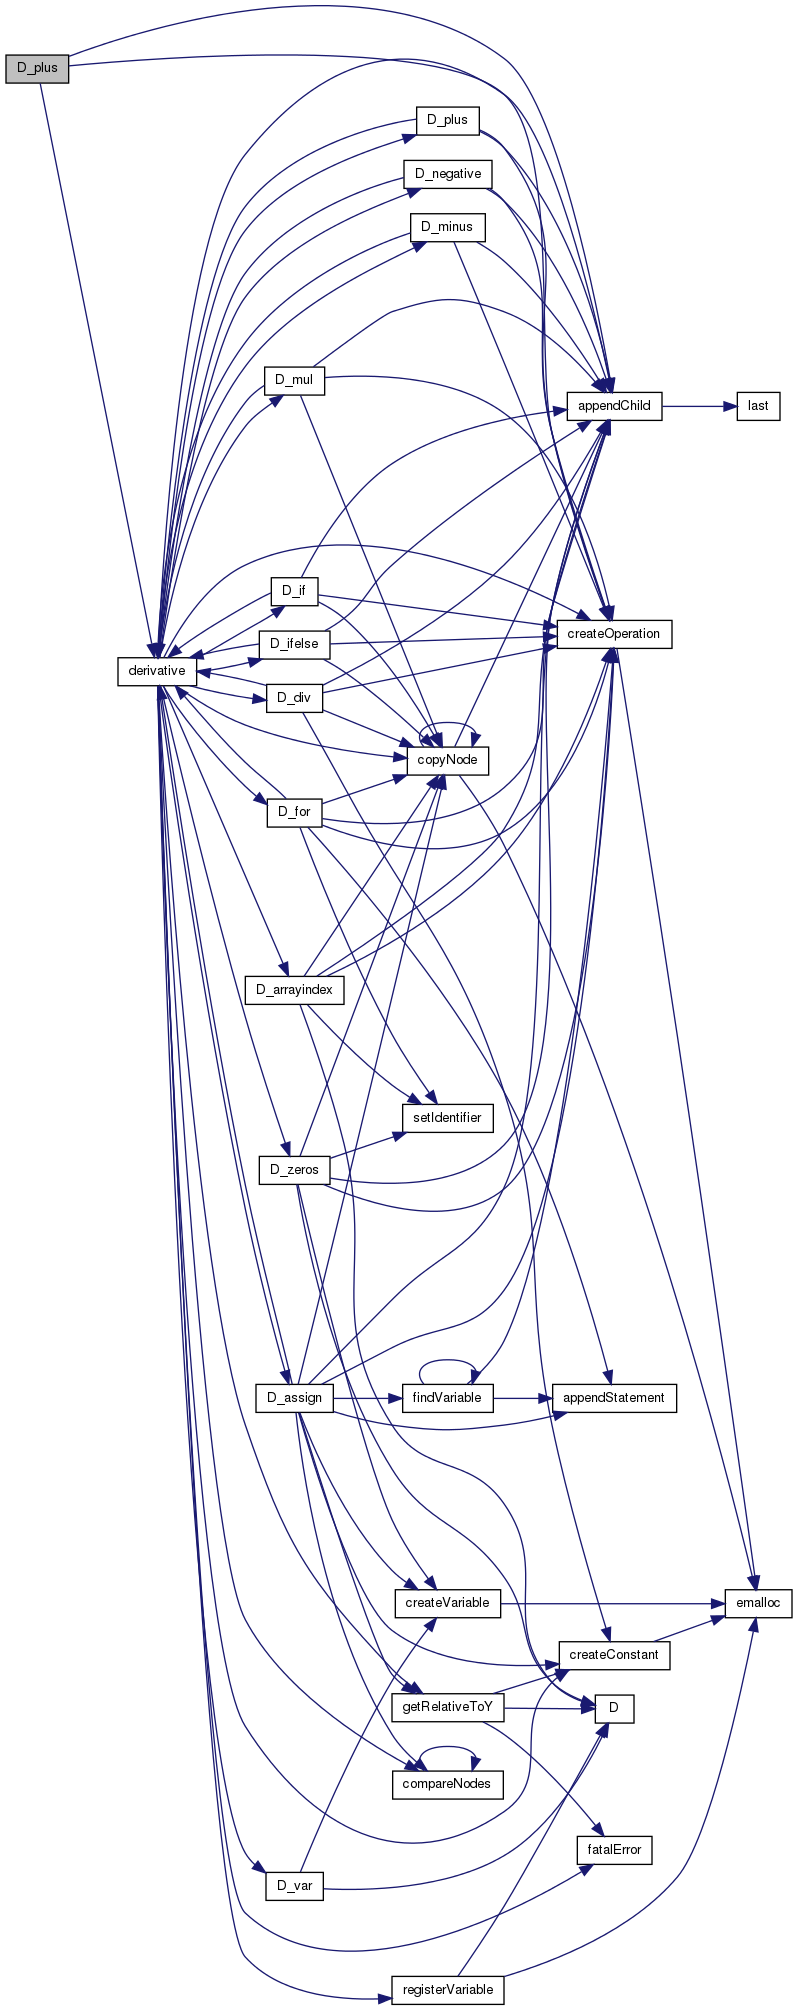 D_plus
D_plus
D_negative
D_minus
D_mul
appendChild
last
D_if
createOperation
D_ifelse
derivative
D_div
copyNode
D_for
D_arrayindex
setIdentifier
D_zeros
D_assign
findVariable
appendStatement
createVariable
emalloc
createConstant
getRelativeToY
D
compareNodes
fatalError
D_var
registerVariable